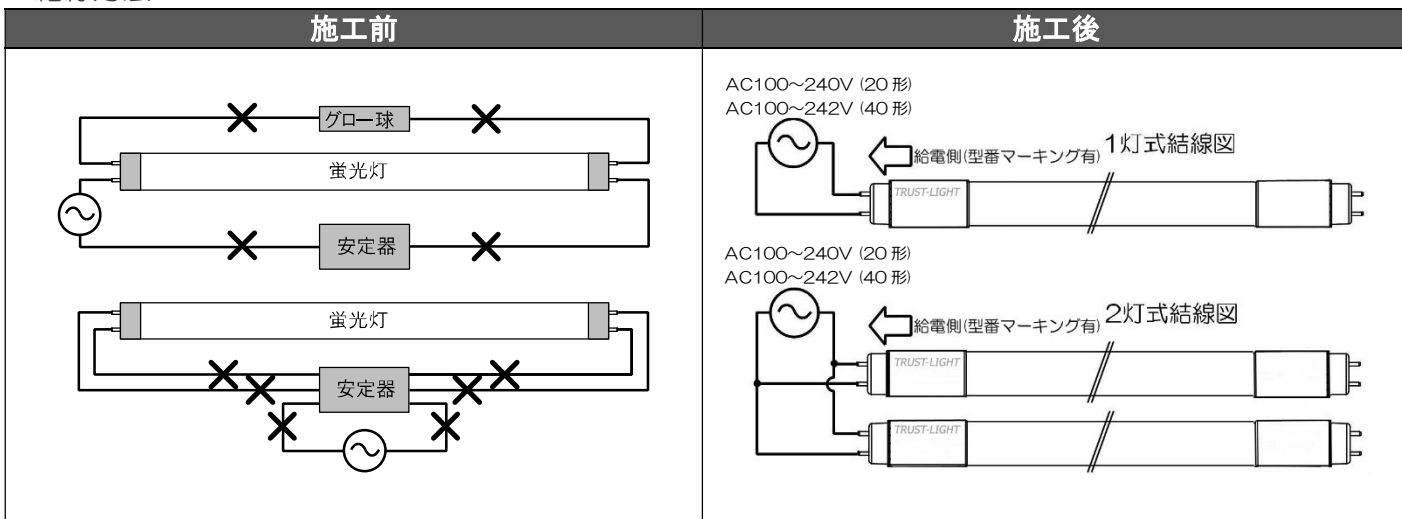 施工前
施工後
グロー球
蛍光灯
安定器
蛍光灯
安定器
AC100～240V (20形)
AC100～242V (40形)
給電側(型番マーキング有)
1灯式結線図
TRUST-LIGHT
AC100～240V (20形)
AC100～242V (40形)
給電側(型番マーキング有)
2灯式結線図
TRUST-LIGHT
TRUST-LIGHT